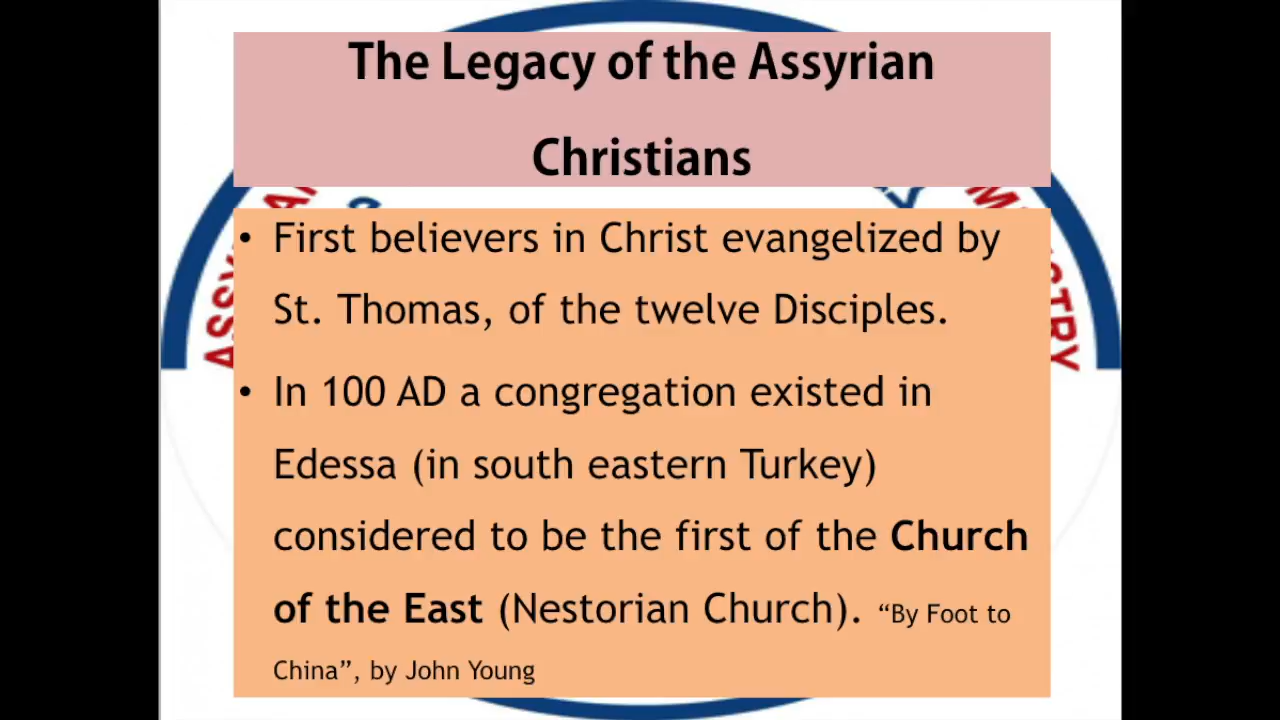 The Legacy of the Assyrian
Christians
• First believers in Christ evangelized by
St. Thomas, of the twelve Disciples.
• In 100 AD a congregation existed in
Edessa (in south eastern Turkey)
considered to be the first of the Church
of the East (Nestorian Church). “By Foot to
China”, by John Young